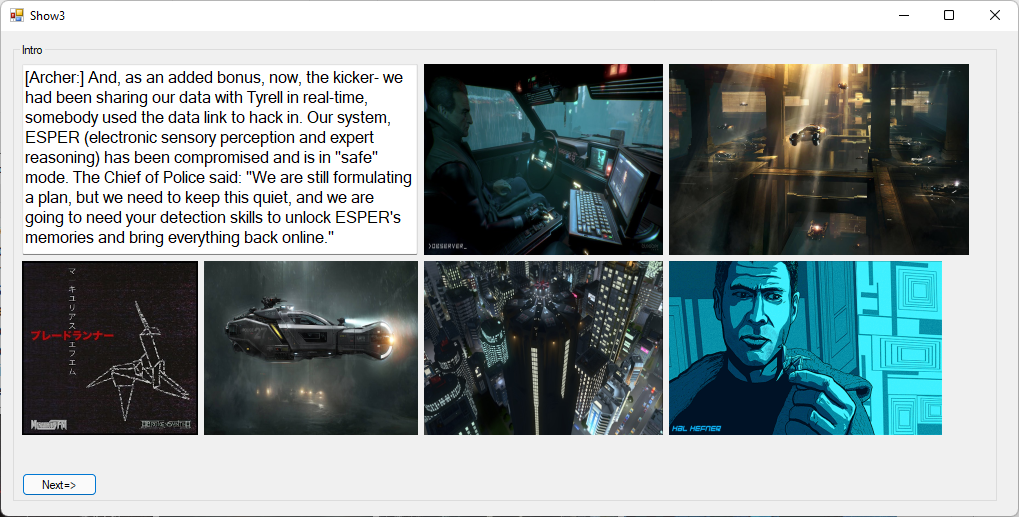 Show3
Intro
[Archer:] And, as an added bonus, now, the kicker- we
had been sharing our data with Tyrell in real-time,
somebody used the data link to hack in. Our system,
ESPER (electronic sensory perception and expert
reasoning) has been compromised and is in "safe"
mode. The Chief of Police said: "We are still formulating
a plan, but we need to keep this quiet, and we are
going to need your detection skills to unlock ESPER's
memories and bring everything back online."
>OBSERVER_
マ
キュリアス
エフエム
ブレードランナー
HAL HEFNER
Next=>